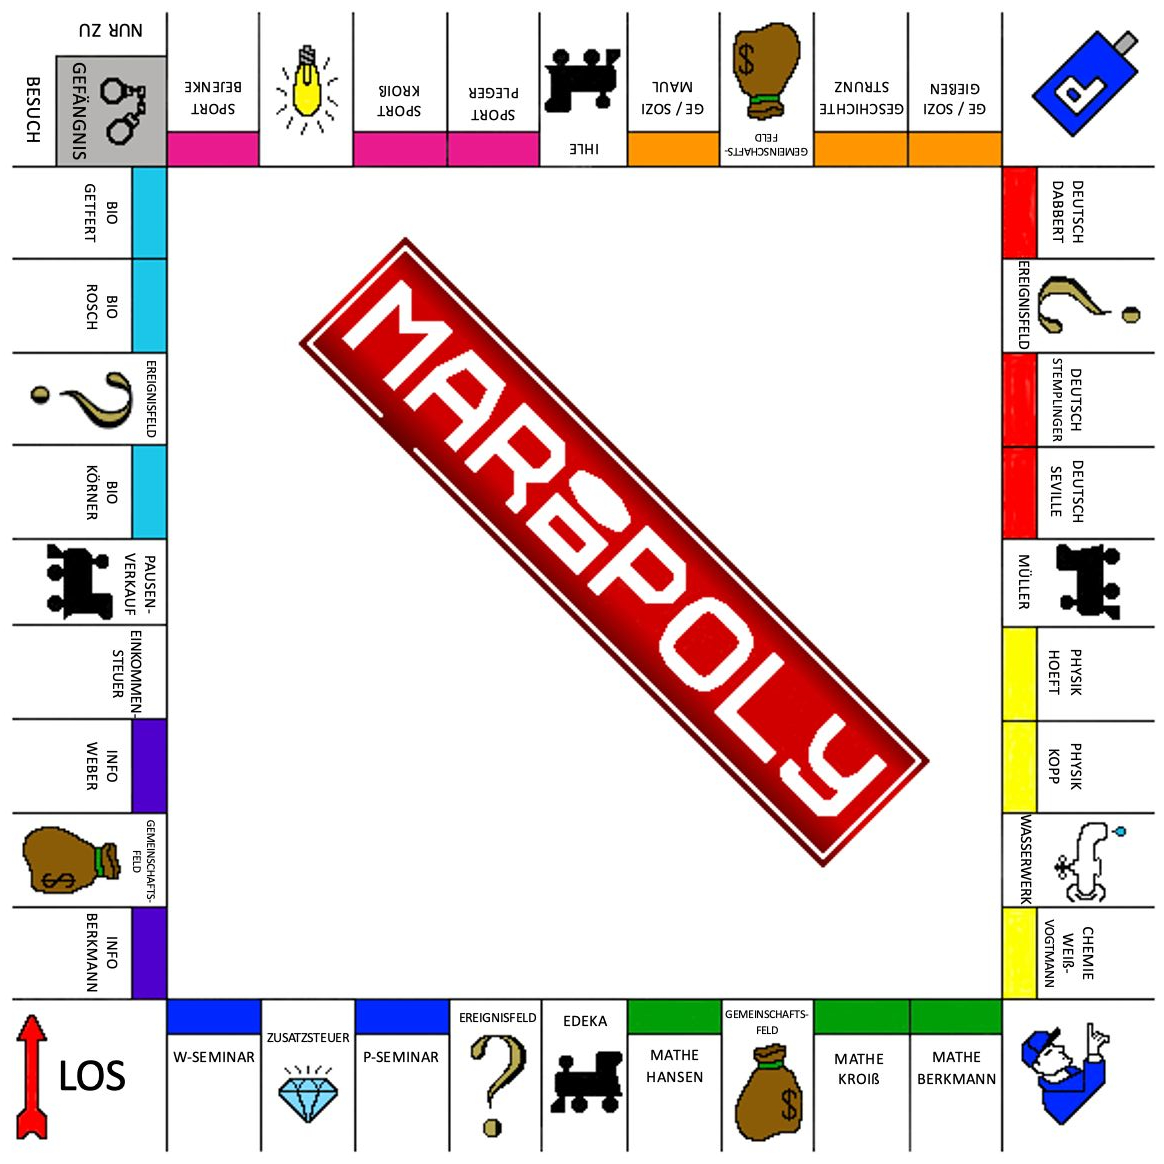 NUR ZU
BESUCH
GEFÄNGNIS
SPORT
BEJENKE
SPORT
KROIß
SPORT
PLEGER
IHLE
GE / SOZI
MAUL
GEMEINSCHAFTS-
FELD
GESCHICHTE
STRUNZ
GE / SOZI
GIEßEN
P
BIO
GETFERT
BIO
ROSCH
EREIGNISFELD
BIO
KÖRNER
PAUSEN-
VERKAUF
EINKOMMEN-
STEUER
INFO
WEBER
GEMEINSCHAFTS-
FELD
INFO
BERKMANN
MAROPOLY
DEUTSCH
DABBERT
EREIGNISFELD
DEUTSCH
STEMPLINGER
DEUTSCH
SEVILLE
MÜLLER
PHYSIK
HOEFT
PHYSIK
KOPP
WASSERWERK
CHEMIE
WEIß-
VOGTMANN
LOS
W-SEMINAR
ZUSATZSTEUER
P-SEMINAR
EREIGNISFELD
EDEKA
MATHE
HANSEN
GEMEINSCHAFTS-
FELD
MATHE
KROIß
MATHE
BERKMANN